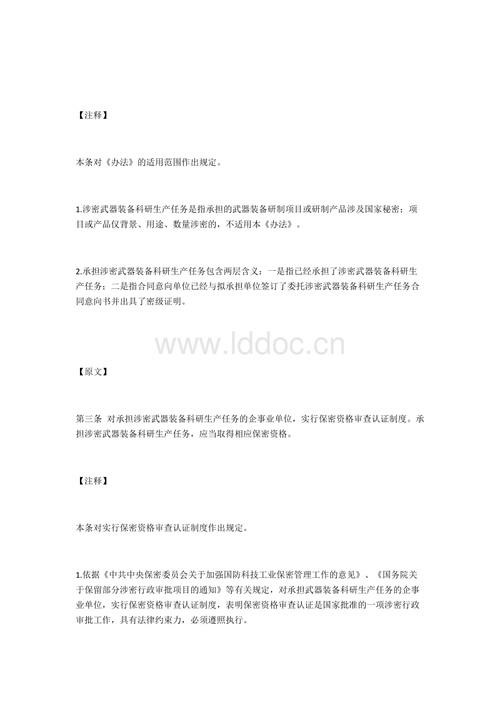 【注释】
本条对《办法》的适用范围作出规定。
1.涉密武器装备科研生产任务是指承担的武器装备研制项目或研制产品涉及国家秘密；项
目或产品仅背景、用途、数量涉密的，不适用本《办法》。
2.承担涉密武器装备科研生产任务包含两层含义：一是指已经承担了涉密武器装备科研生
产任务；二是指合同意向单位已经与拟承担单位签订了委托涉密武器装备科研生产任务合
同意向书并出具了密级证明。
www.lddoc.cn
【原文】
第三条 对承担涉密武器装备科研生产任务的企事业单位，实行保密资格审查认证制度。承
担涉密武器装备科研生产任务，应当取得相应保密资格。
【注释】
本条对实行保密资格审查认证制度作出规定。
1.依据《中共中央保密委员会关于加强国防科技工业保密管理工作的意见》、《国务院关
于保留部分涉密行政审批项目的通知》等有关规定，对承担武器装备科研生产任务的企事
业单位，实行保密资格审查认证制度，表明保密资格审查认证是国家批准的一项涉密行政
审批工作，具有法律约束力，必须遵照执行。